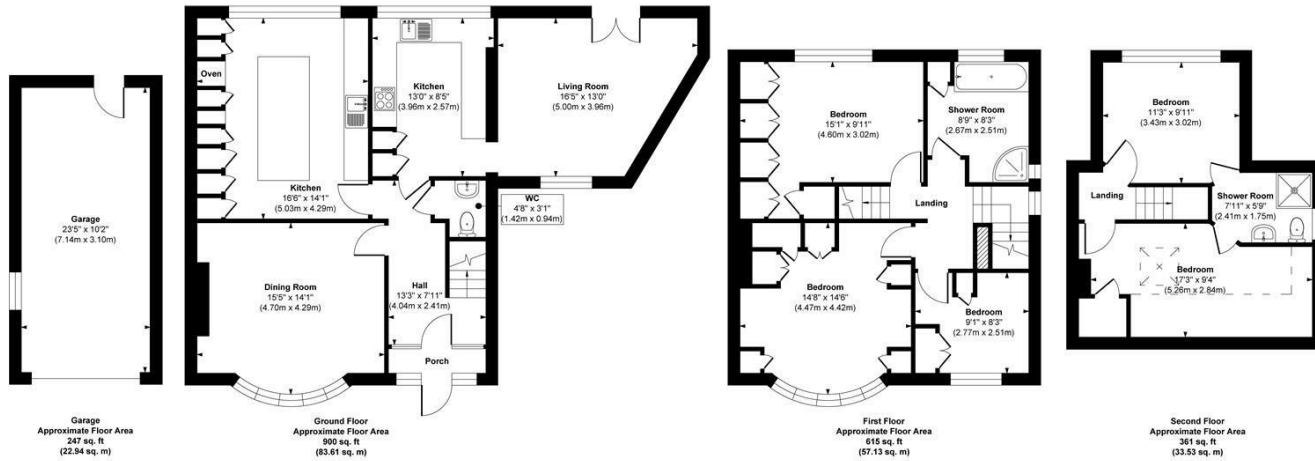 Garage
23'5" x 10'2"
(7.14m x 3.10m)
Garage
Approximate Floor Area
247 sq. ft
(22.94 sq. m)
Oven
Kitchen
16'6" x 14'1"
(5.03m x 4.29m)
Kitchen
13'0" x 8'5"
(3.96m x 2.57m)
Living Room
16'5" x 13'0"
(5.00m x 3.96m)
WC
4'8" x 3'1"
(1.42m x 0.94m)
Dining Room
15'5" x 14'1"
(4.70m x 4.29m)
Hall
13'3" x 7'11"
(4.04m x 2.41m)
Porch
Ground Floor
Approximate Floor Area
900 sq. ft
(83.61 sq. m)
Bedroom
15'1" x 9'11"
(4.60m x 3.02m)
Shower Room
8'9" x 8'3"
(2.67m x 2.51m)
Landing
Bedroom
14'8" x 14'6"
(4.47m x 4.42m)
Bedroom
9'1" x 8'3"
(2.77m x 2.51m)
First Floor
Approximate Floor Area
615 sq. ft
(57.13 sq. m)
Bedroom
11'3" x 9'11"
(3.43m x 3.02m)
Landing
Shower Room
7'11" x 5'9"
(2.41m x 1.75m)
Bedroom
17'3" x 9'4"
(5.26m x 2.84m)
Second Floor
Approximate Floor Area
361 sq. ft
(33.53 sq. m)